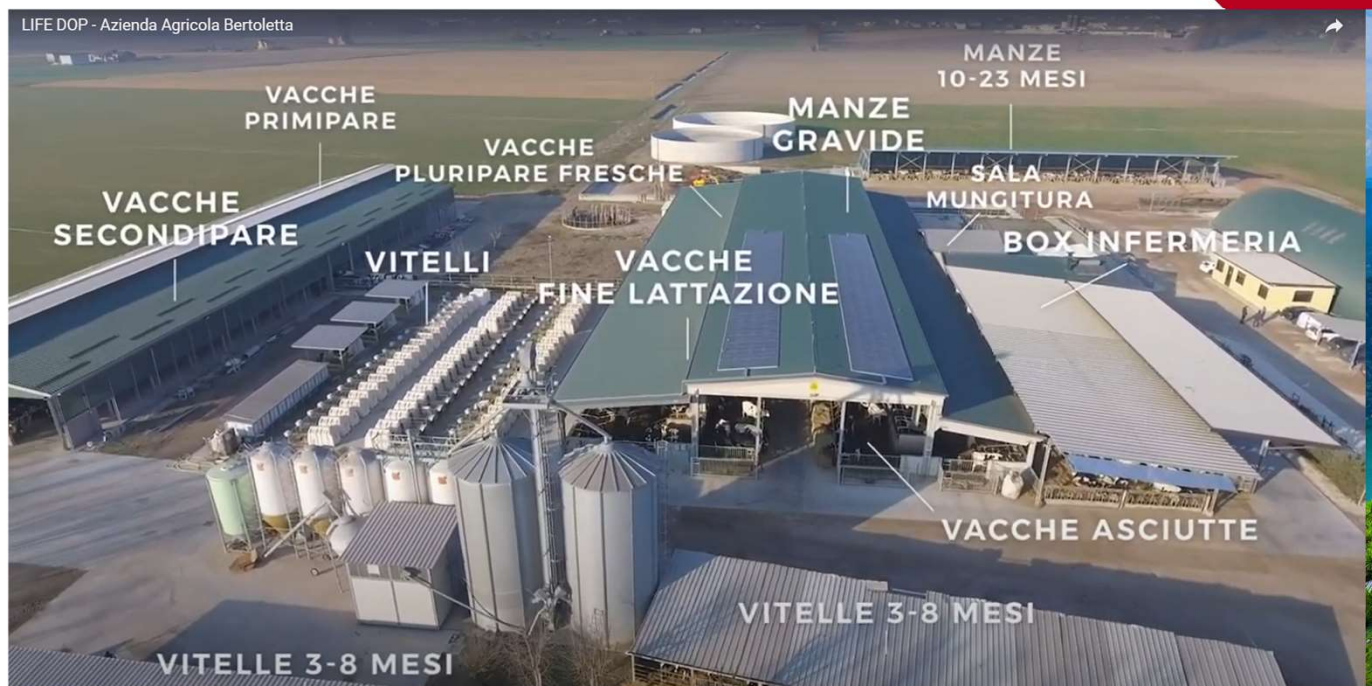 LIFE DOP - Azienda Agricola Bertoletta
MANZE
10-23 MESI
VACCHE
PRIMIPARE
MANZE
GRAVIDE
VACCHE
PLURIPARE FRESCHE
SALA
MUNGITURA
VACCHE
SECONDIPARE
BOX INFERMERIA
VITELLI
VACCHE
FINE LATTAZIONE
VACCHE ASCIUTTE
VITELLE 3-8 MESI
VITELLE 3-8 MESI